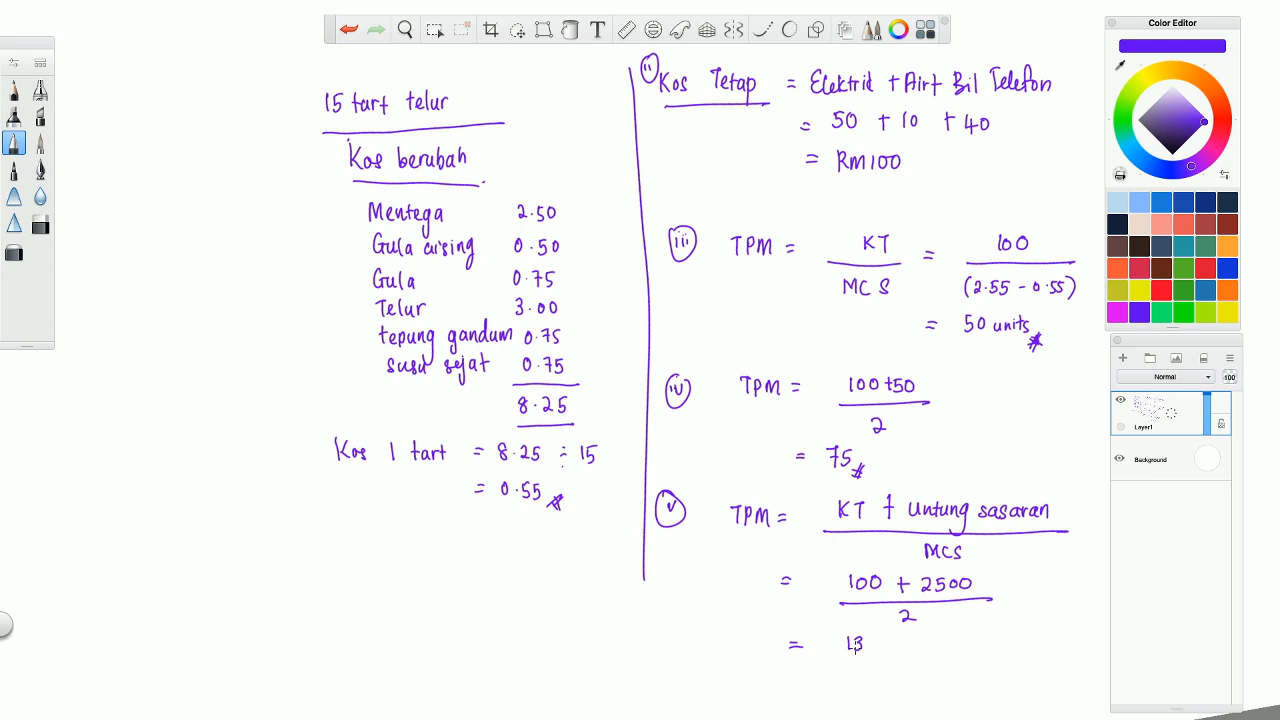 15 tart telur
Kos berubah
Mentega 2.50
Gula aising 0.50
Gula 0.75
Telur 3.00
tepung gandum 0.75
susu sejat 0.75
8.25
Kos 1 tart = 8.25 ÷ 15
= 0.55
ii Kos Tetap = Elektrik + Air + Bil Telefon
= 50 + 10 + 40
= RM100
iii TPM = KT / MCS = 100 / (2.55 - 0.55)
= 50 units
iv TPM = 100+50 / 2
= 75
v TPM = KT + Untung sasaran / MCS
= 100 + 2500 / 2
= 13
T
Color Editor
Normal 100
Layer1
Background